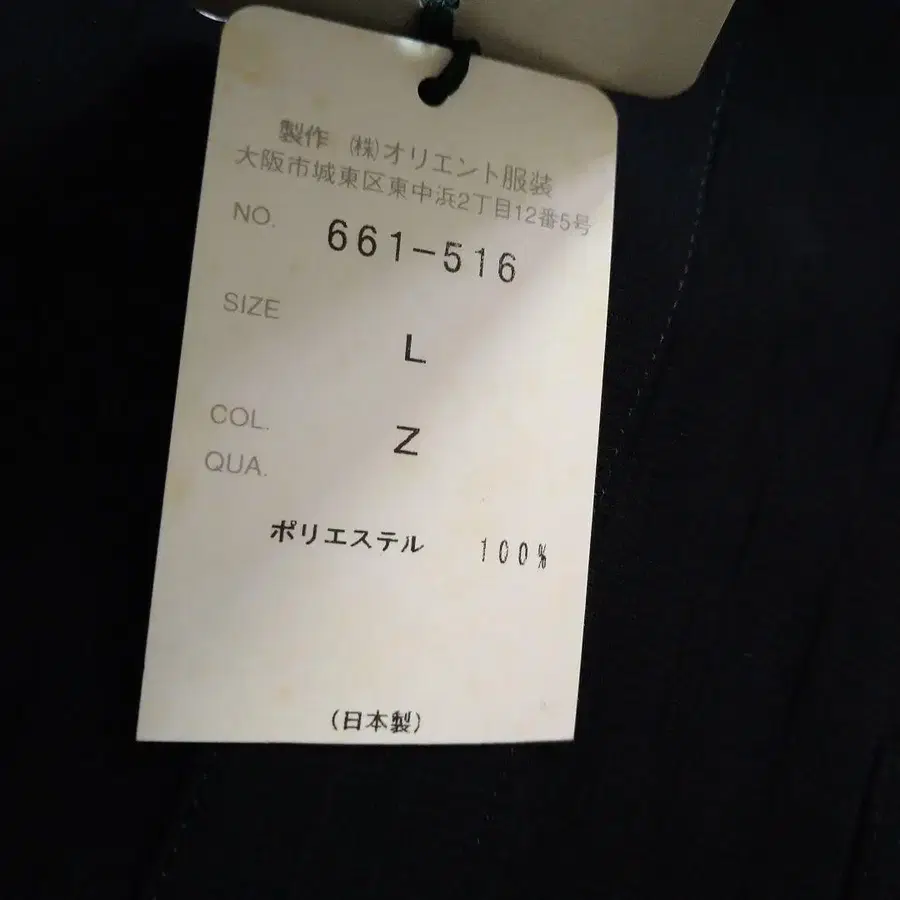 製作 ㈱オリエント服装
大阪市城東区東中浜2丁目12番5号
NO. 661-516
SIZE L
COL. Z
QUA.
ポリエステル 100%
(日本製)